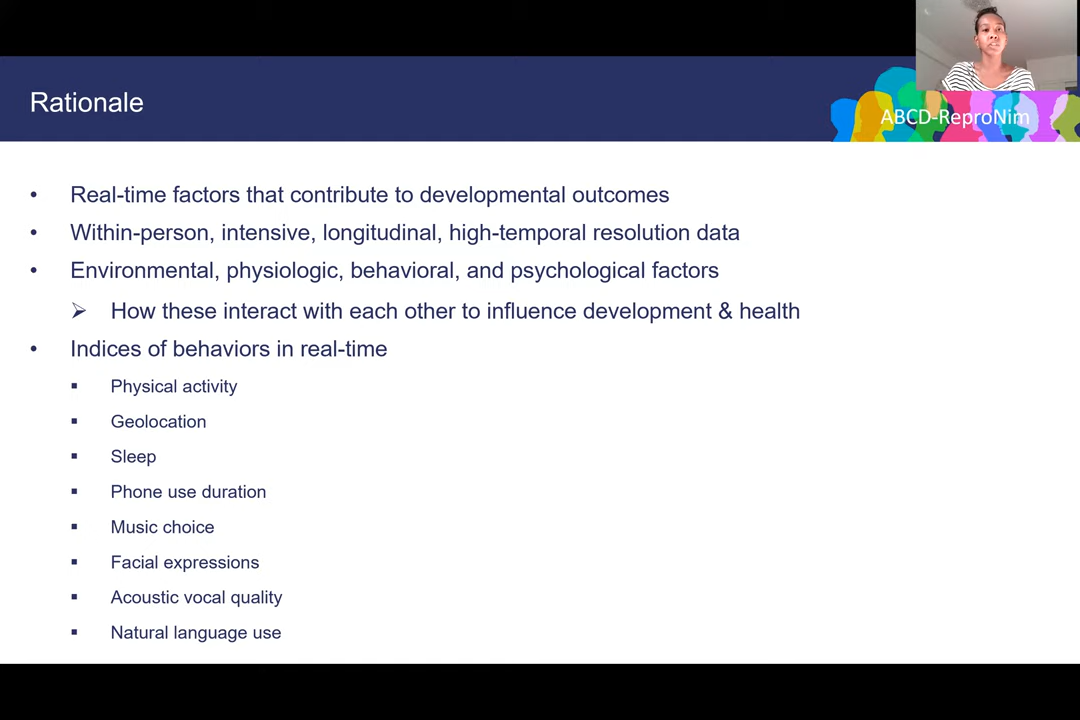 Rationale
ABCD-ReproNim
• Real-time factors that contribute to developmental outcomes
• Within-person, intensive, longitudinal, high-temporal resolution data
• Environmental, physiologic, behavioral, and psychological factors
➢ How these interact with each other to influence development & health
• Indices of behaviors in real-time
▪ Physical activity
▪ Geolocation
▪ Sleep
▪ Phone use duration
▪ Music choice
▪ Facial expressions
▪ Acoustic vocal quality
▪ Natural language use